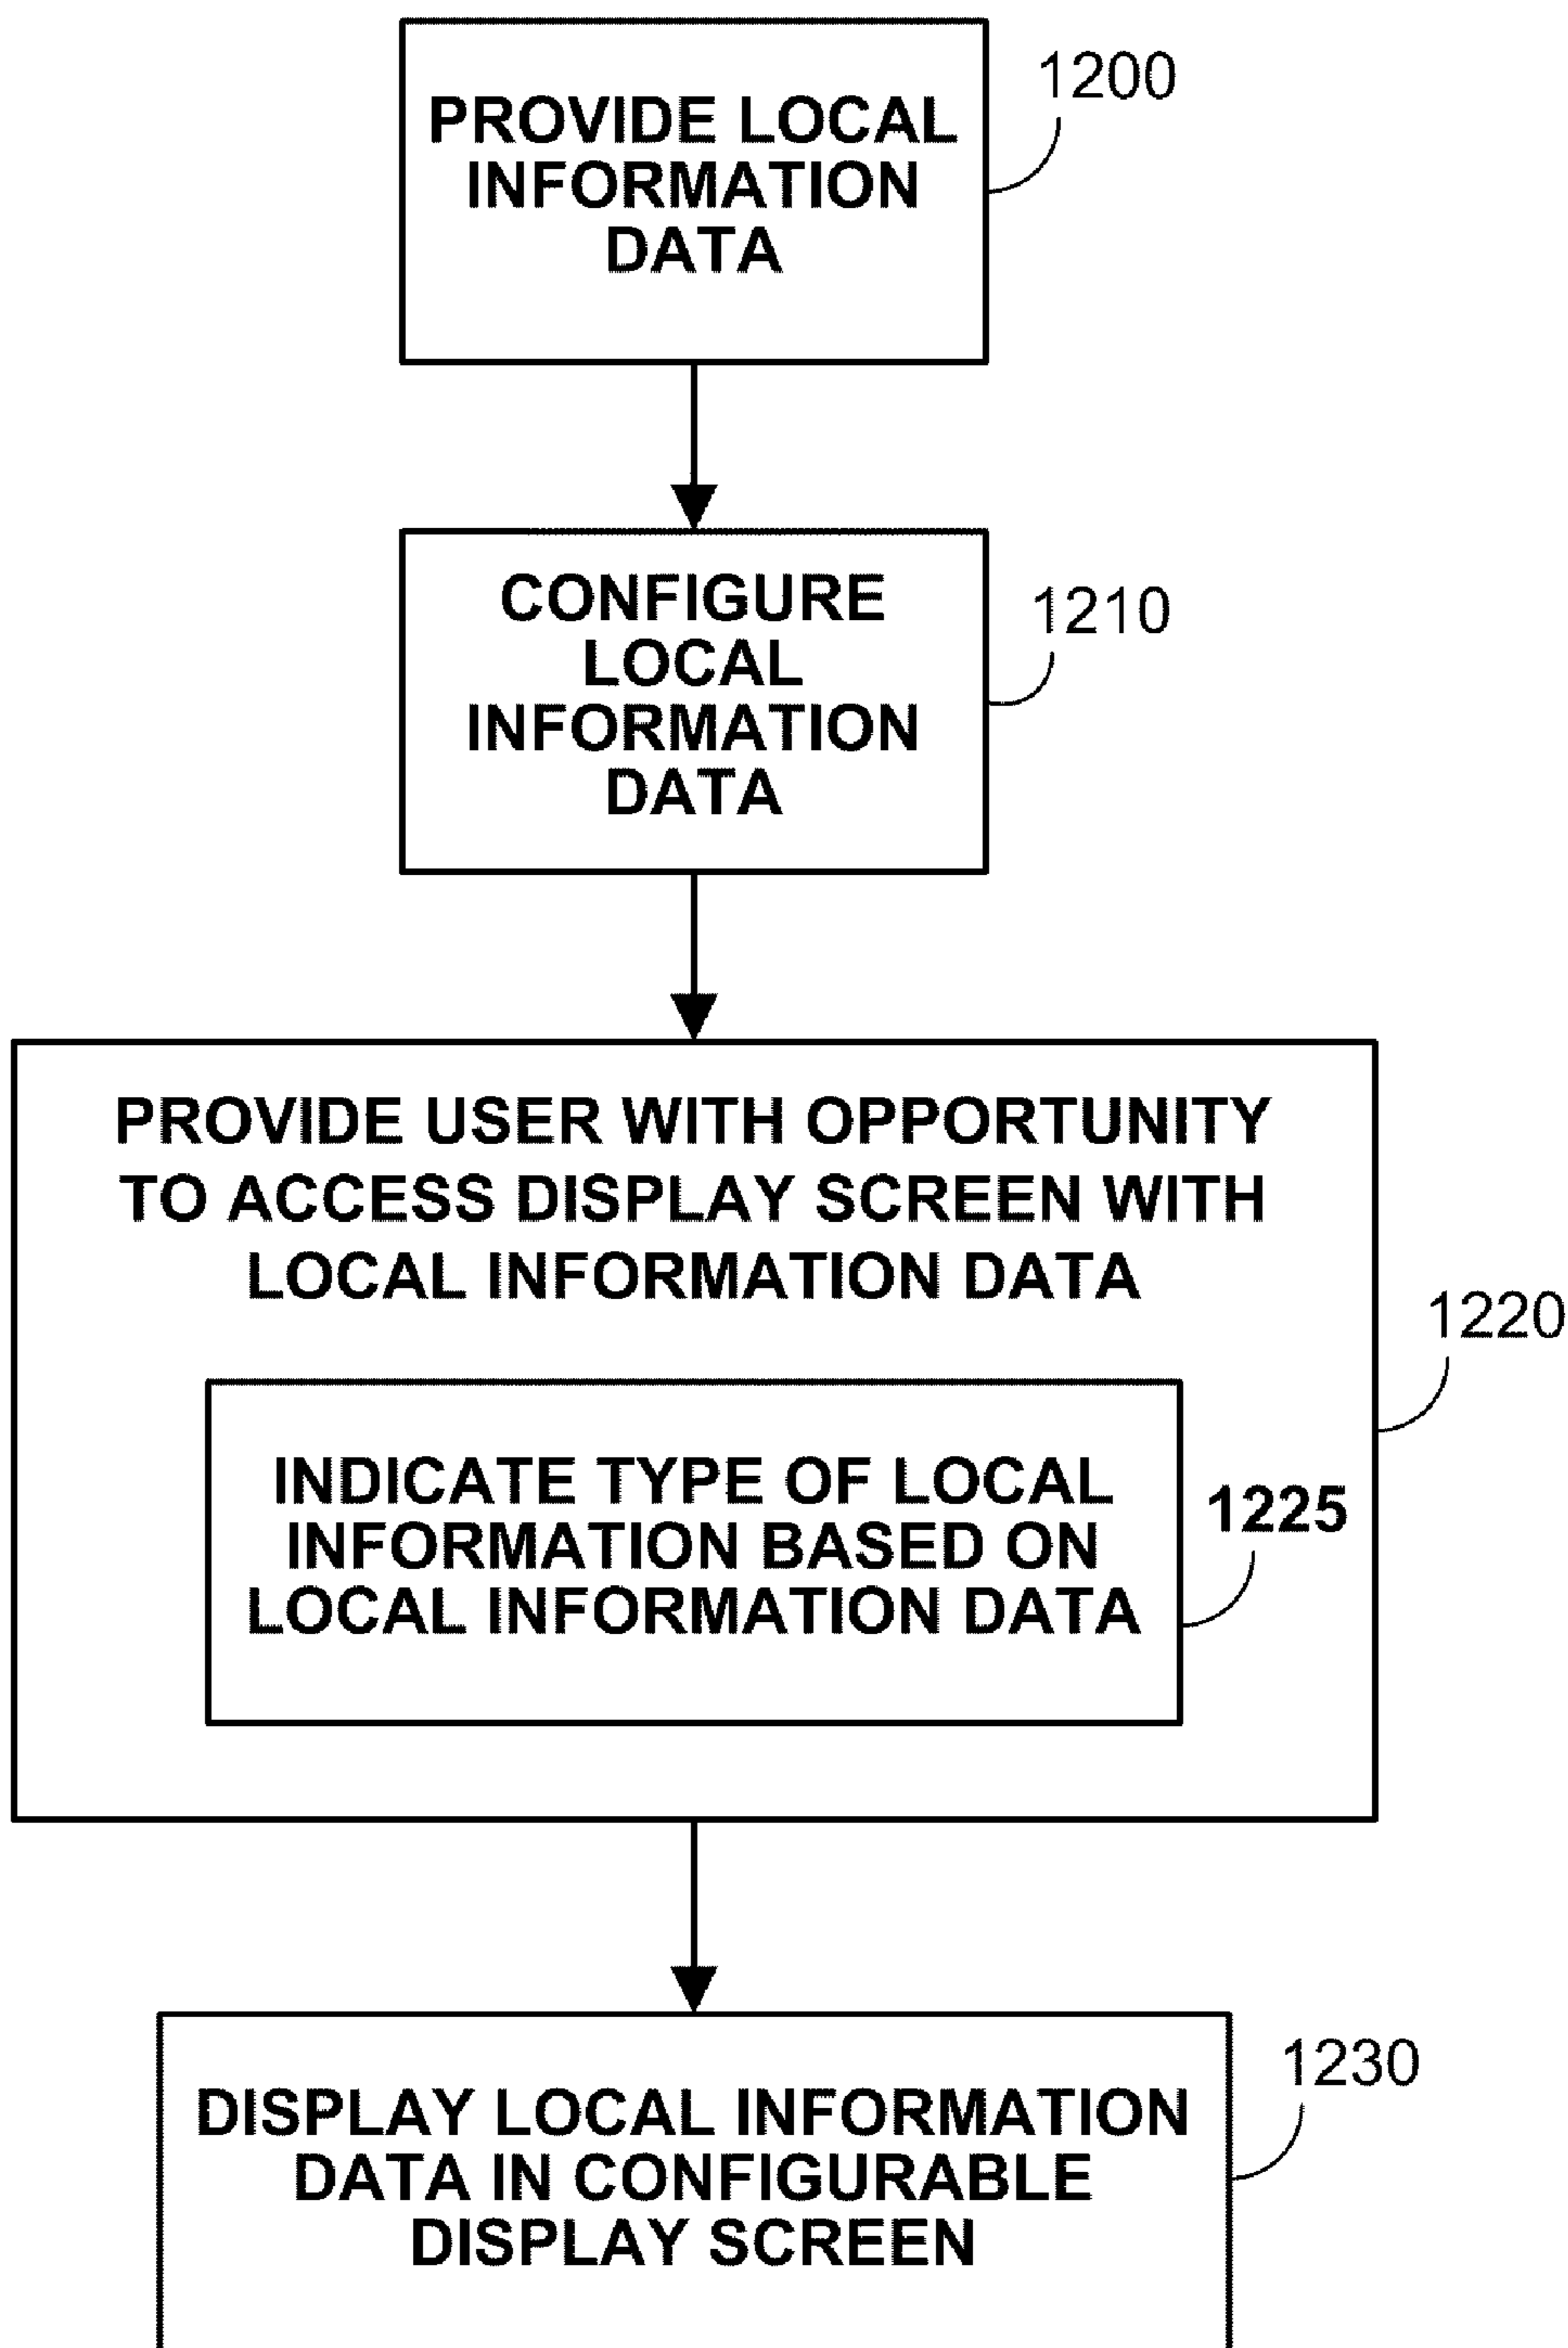 PROVIDE LOCAL
INFORMATION
DATA
1200
CONFIGURE
LOCAL
INFORMATION
DATA
1210
PROVIDE USER WITH OPPORTUNITY
TO ACCESS DISPLAY SCREEN WITH
LOCAL INFORMATION DATA
1220
INDICATE TYPE OF LOCAL
INFORMATION BASED ON
LOCAL INFORMATION DATA
1225
DISPLAY LOCAL INFORMATION
DATA IN CONFIGURABLE
DISPLAY SCREEN
1230